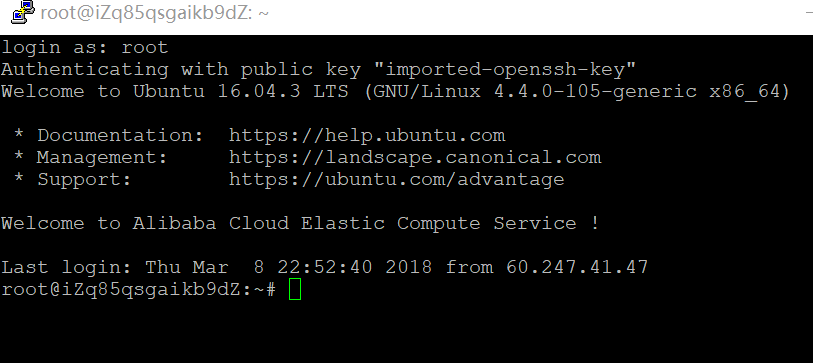 root@iZq85qsgaikb9dZ: ~
login as: root
Authenticating with public key "imported-openssh-key"
Welcome to Ubuntu 16.04.3 LTS (GNU/Linux 4.4.0-105-generic x86_64)
* Documentation:  https://help.ubuntu.com
* Management:     https://landscape.canonical.com
* Support:        https://ubuntu.com/advantage
Welcome to Alibaba Cloud Elastic Compute Service !
Last login: Thu Mar  8 22:52:40 2018 from 60.247.41.47
root@iZq85qsgaikb9dZ:~#